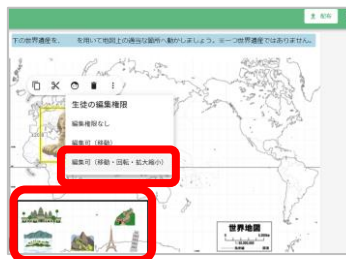 配布
下の世界遺産を、 を用いて地図上の適当な箇所へ動かしましょう。※一つ世界遺産ではありません。
生徒の編集権限
編集権限なし
編集可（移動）
編集可（移動・回転・拡大縮小）
世界地図